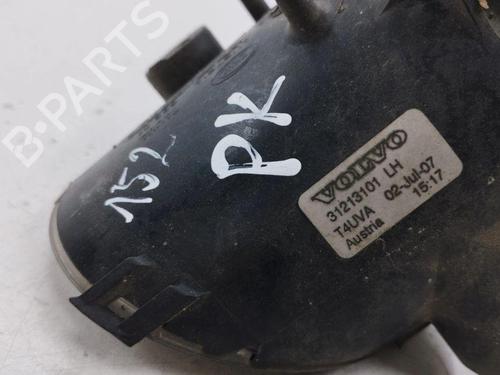 B-PARTS
152
PK
VOLVO
31213101 LH
T4UVA 02-Jul-07
Austria 15:17